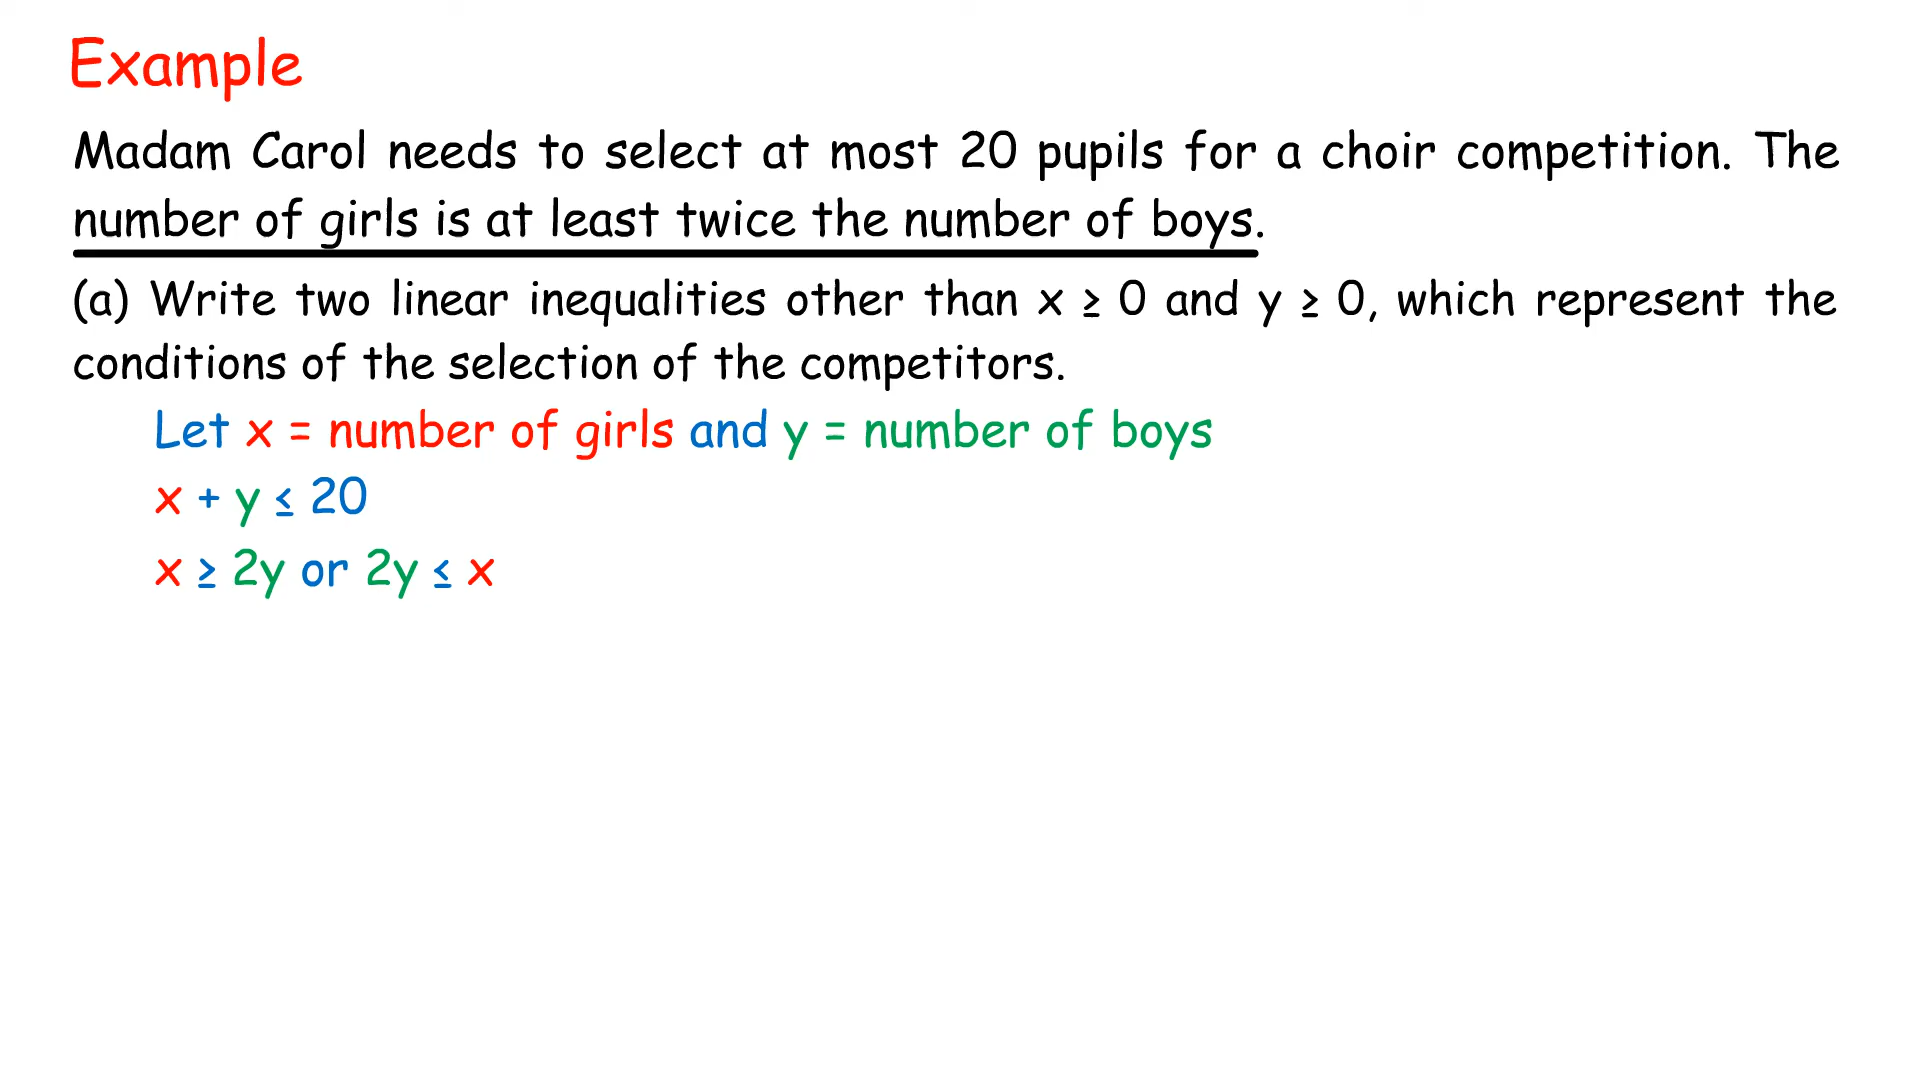 Example
Madam Carol needs to select at most 20 pupils for a choir competition. The
number of girls is at least twice the number of boys.
(a) Write two linear inequalities other than x ≥ 0 and y ≥ 0, which represent the
conditions of the selection of the competitors.
Let x = number of girls and y = number of boys
x + y ≤ 20
x ≥ 2y or 2y ≤ x